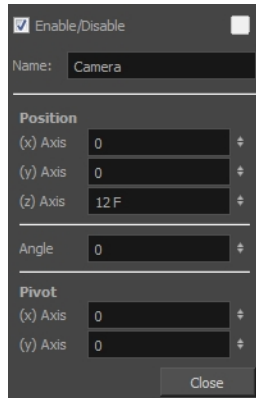 Enable/Disable
Name: Camera
Position
(x) Axis 0
(y) Axis 0
(z) Axis 12 F
Angle 0
Pivot
(x) Axis 0
(y) Axis 0
Close